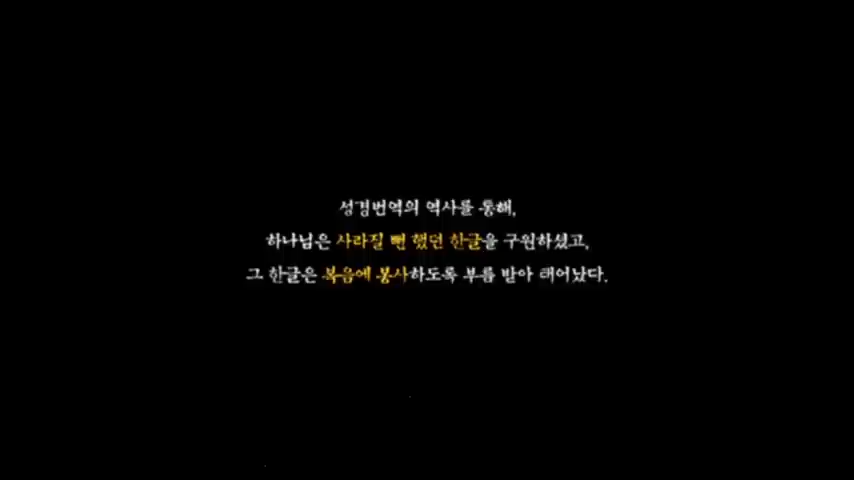 성경번역의 역사를 통해,
하나님은 사라질 뻔 했던 한글을 구원하셨고,
그 한글은 복음에 봉사하도록 부름 받아 태어났다.